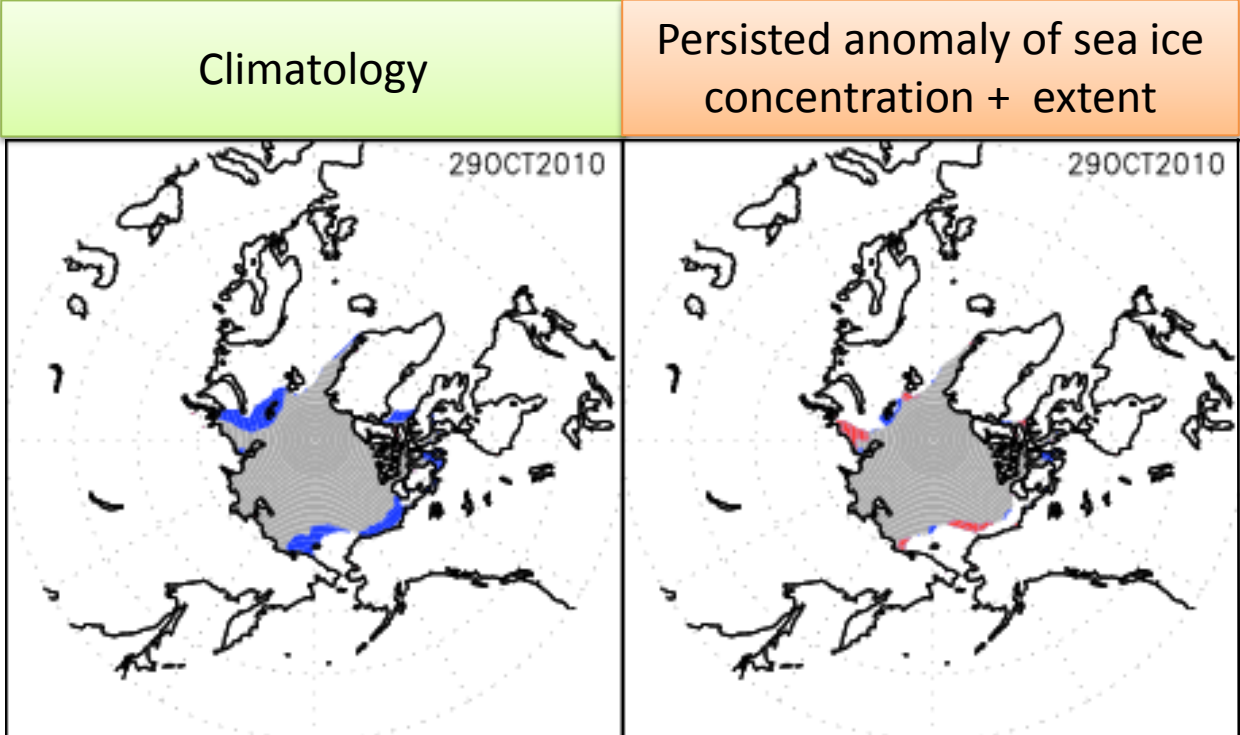 Climatology
Persisted anomaly of sea ice
concentration + extent
29OCT2010
29OCT2010